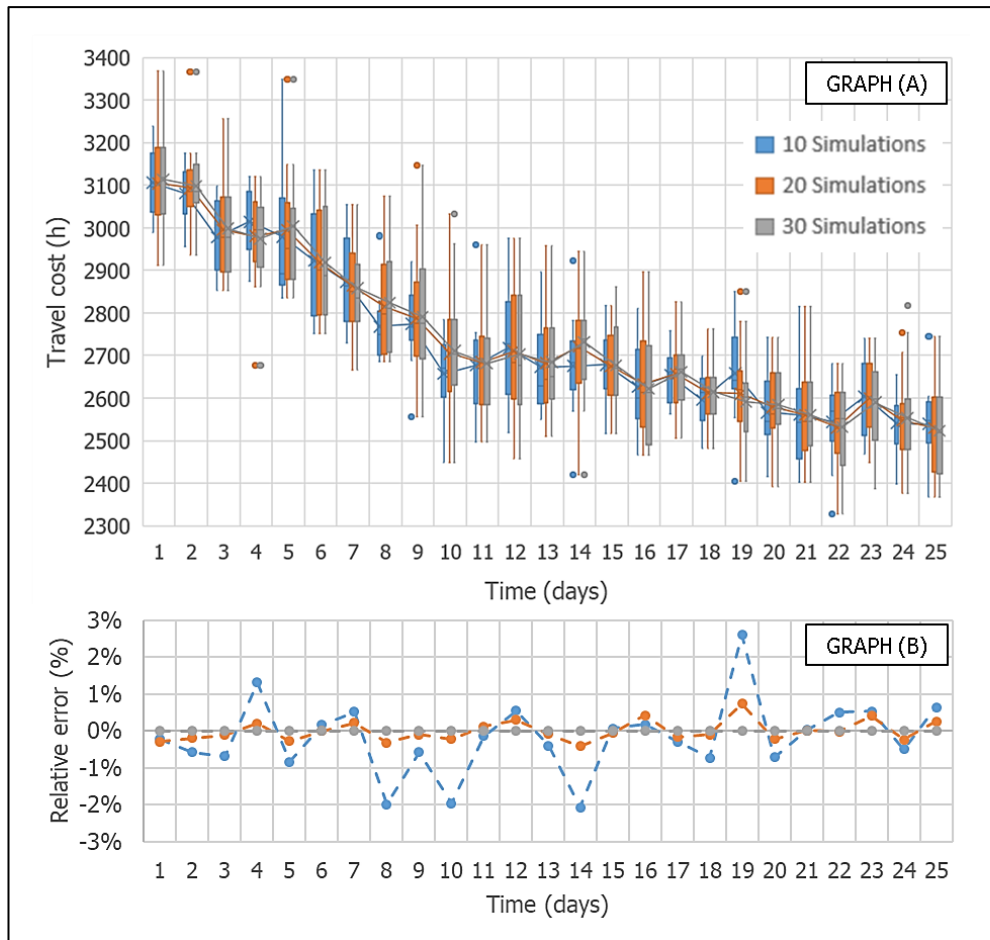 GRAPH (A)
3400
3300
3200
3100
3000
2900
2800
2700
2600
2500
2400
2300
Travel cost (h)
10 Simulations
20 Simulations
30 Simulations
1 2 3 4 5 6 7 8 9 10 11 12 13 14 15 16 17 18 19 20 21 22 23 24 25
Time (days)
GRAPH (B)
3%
2%
1%
0%
-1%
-2%
-3%
Relative error (%)
1 2 3 4 5 6 7 8 9 10 11 12 13 14 15 16 17 18 19 20 21 22 23 24 25
Time (days)